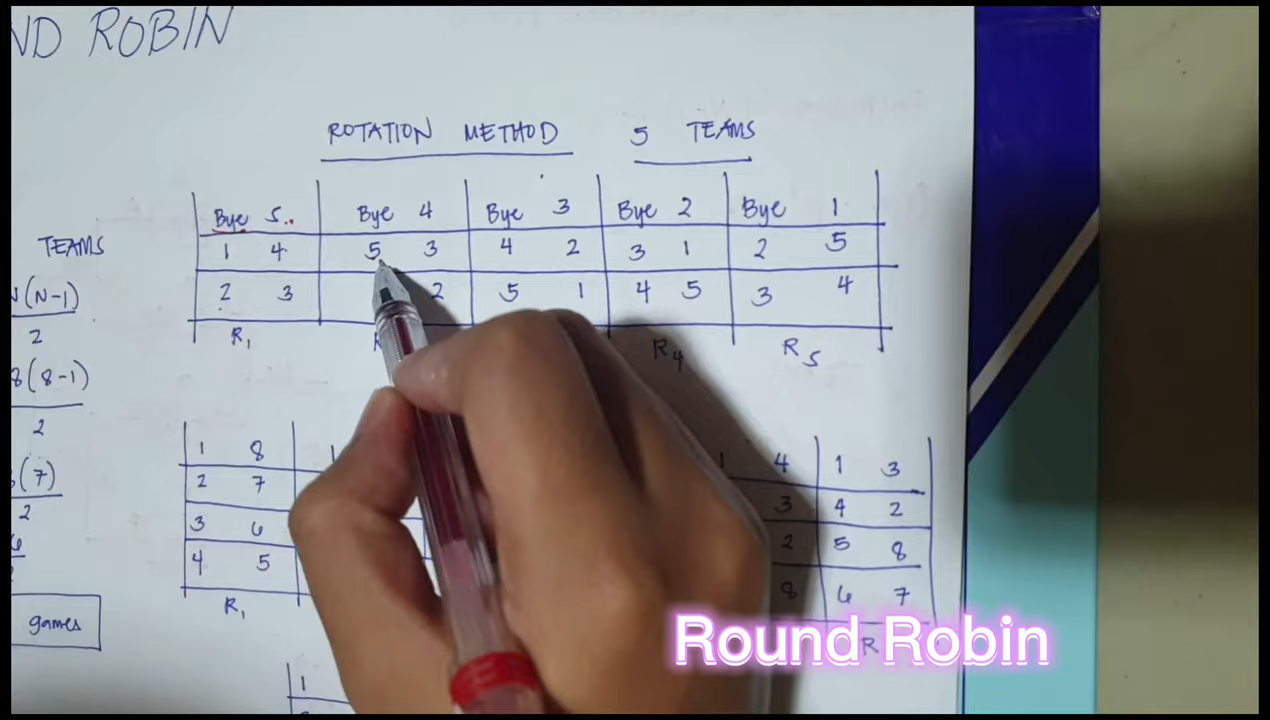 ND ROBIN
ROTATION METHOD 5 TEAMS
Bye 5.. Bye 4 Bye 3 Bye 2 Bye 1
1 4 5 3 4 2 3 1 2 5
2 3 2 5 1 4 5 3 4
R1 R R4 R5
TEAMS
N(N-1)
2
8(8-1)
2
(7)
2
games
1 8 1 1 4 1 3
2 7 3 4 2
3 6 2 5 8
4 5 8 6 7
R1 R
1
Round Robin